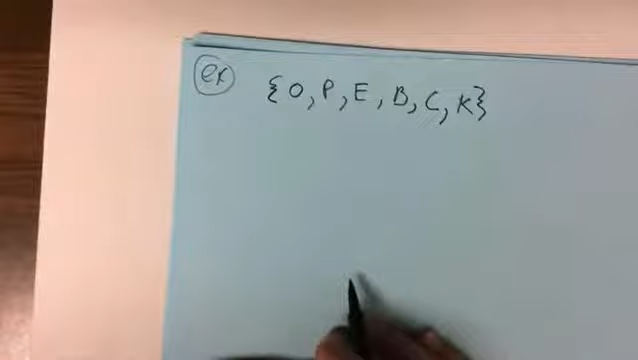 ex {O, P, E, B, C, K}